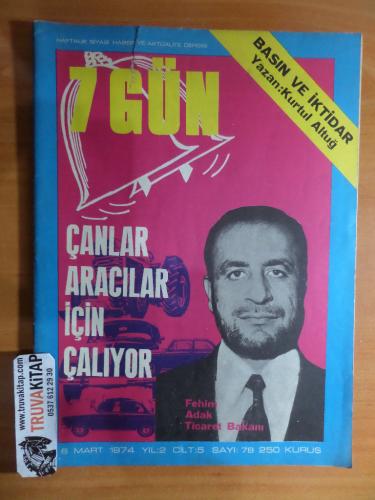 HAFTALIK SİYASİ HABER VE AKTÜALİTE DERGİSİ
7 GÜN
BASIN VE İKTİDAR
Yazan: Kurtul Altuğ
ÇANLAR
ARACILAR
İÇİN
ÇALIYOR
Fehim
Adak
Ticaret Bakanı
6 MART 1974 YIL:2 CİLT:5 SAYI:78 250 KURUŞ
www.truvakitap.com
TRUVAKİTAP
0537 612 29 30